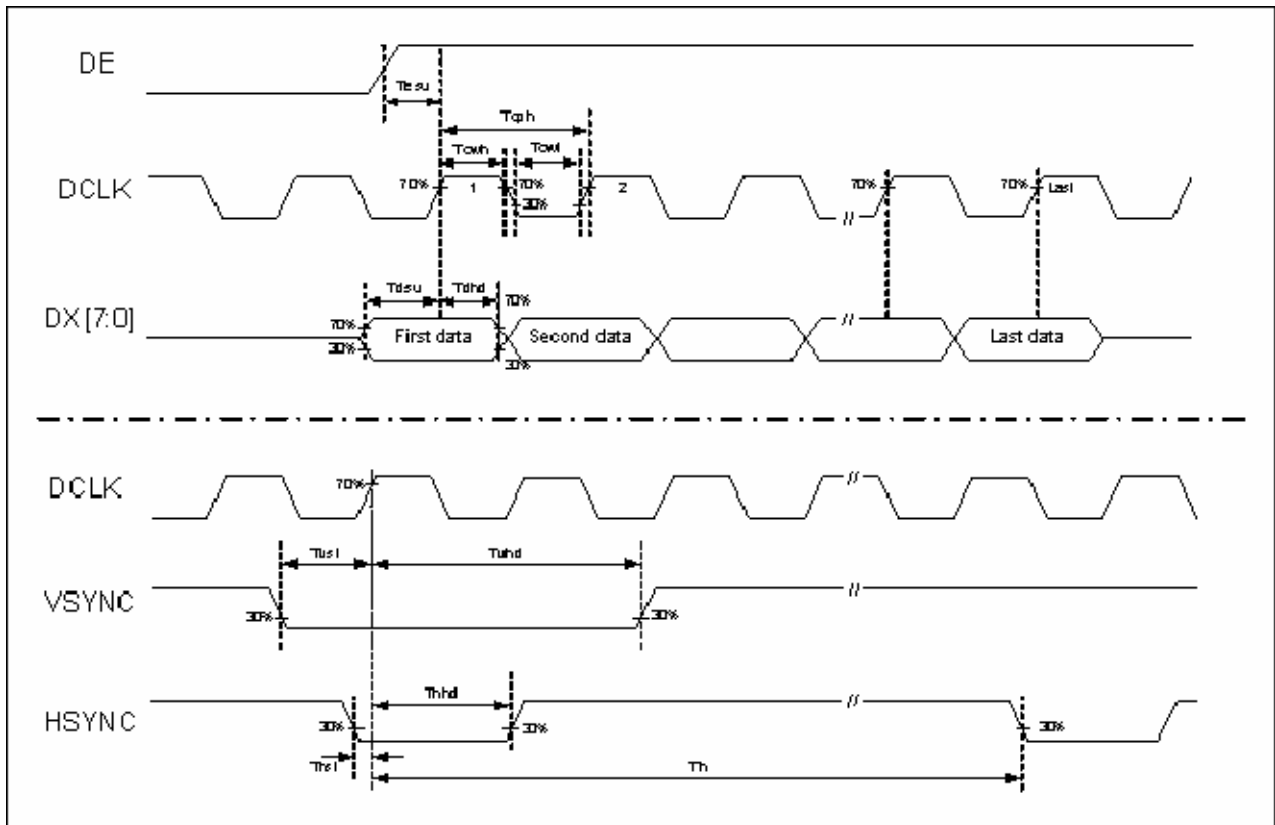 DE
Tesu
Tcph
Tcwh
Tcwl
DCLK
70%
1
70%
30%
2
70%
70%
Last
//
Tdsu
Tdhd
70%
DX[7:0]
70%
30%
First data
Second data
//
Last data
30%
DCLK
70%
//
Tvst
Tvhd
VSYNC
30%
30%
//
Thhd
HSYNC
30%
30%
//
30%
Thst
Th